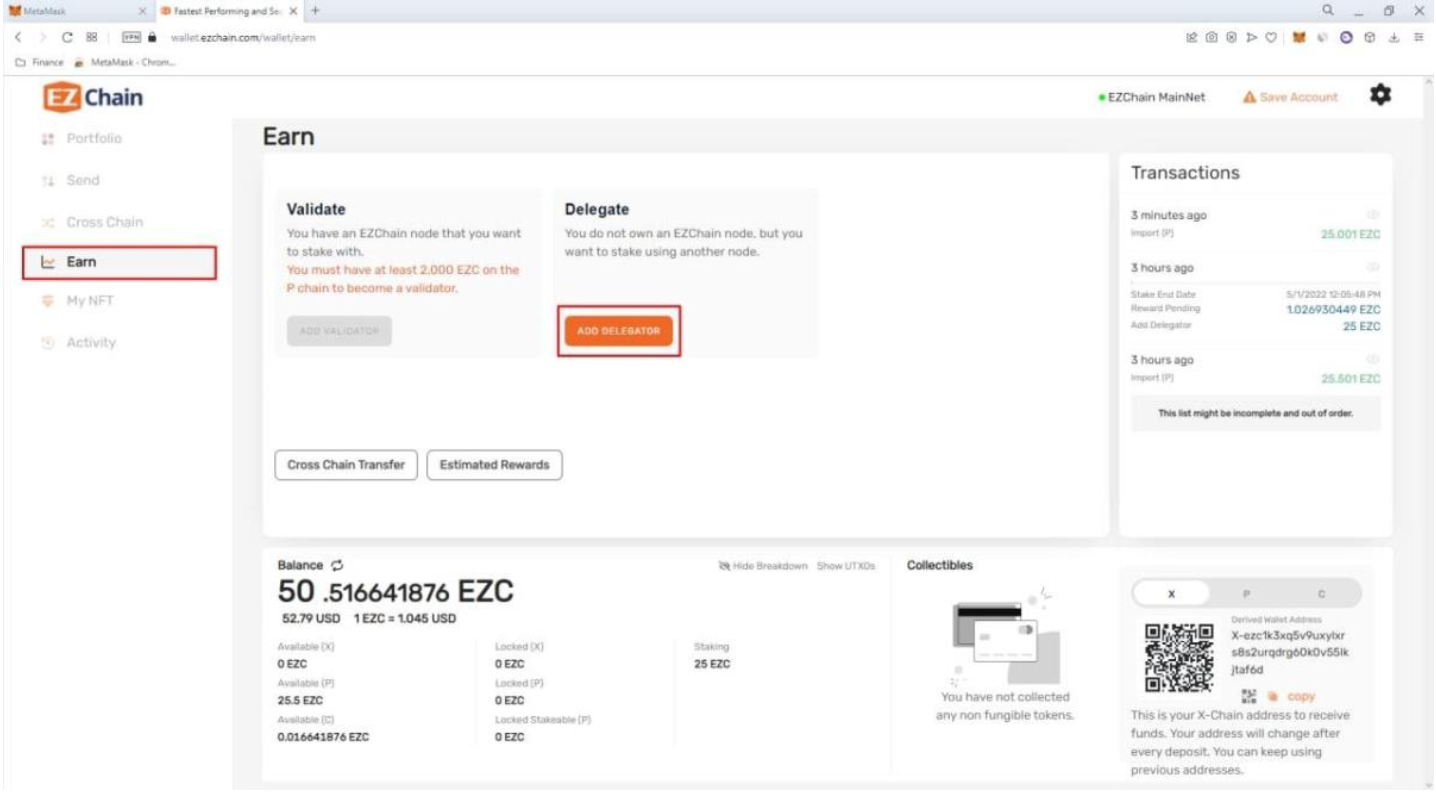 MetaMask
Fastest Performing and Se
VPN
wallet.ezchain.com/wallet/earn
Finance
MetaMask - Chrom...
EZ Chain
EZChain MainNet
Save Account
Portfolio
Send
Cross Chain
Earn
My NFT
Activity
Earn
Validate
You have an EZChain node that you want
to stake with.
You must have at least 2,000 EZC on the
P chain to become a validator.
ADD VALIDATOR
Delegate
You do not own an EZChain node, but you
want to stake using another node.
ADD DELEGATOR
Cross Chain Transfer
Estimated Rewards
Transactions
3 minutes ago
Import (P) 25.001 EZC
3 hours ago
Stake End Date 5/1/2022 12:05:48 PM
Reward Pending 1.026930449 EZC
Add Delegator 25 EZC
3 hours ago
Import (P) 25.501 EZC
This list might be incomplete and out of order.
Balance
Hide Breakdown Show UTXOs
50 .516641876 EZC
52.79 USD 1 EZC = 1.045 USD
Available (X) Locked (X) Staking
0 EZC 0 EZC 25 EZC
Available (P) Locked (P)
25.5 EZC 0 EZC
Available (C) Locked Stakeable (P)
0.016641876 EZC 0 EZC
Collectibles
You have not collected
any non fungible tokens.
X P C
Derived Wallet Address
X-ezc1k3xq5v9uxylxr
s8s2urqdrg60k0v55lk
jtaf6d
copy
This is your X-Chain address to receive
funds. Your address will change after
every deposit. You can keep using
previous addresses.